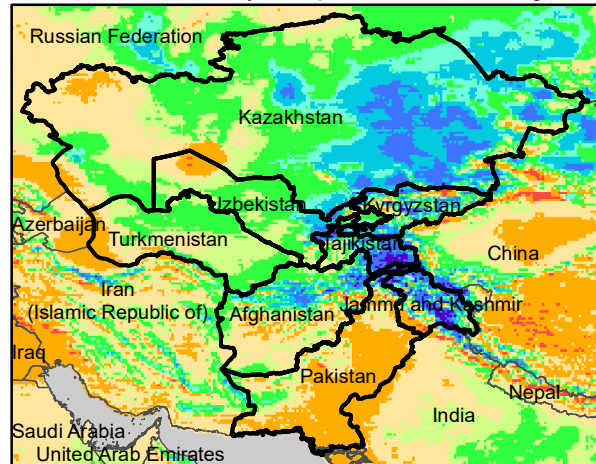 Russian Federation
Kazakhstan
Uzbekistan
Kyrgyzstan
Azerbaijan
Turkmenistan
Tajikistan
China
Iran
(Islamic Republic of)
Afghanistan
Jammu and Kashmir
Iraq
Pakistan
Nepal
India
Saudi Arabia
United Arab Emirates